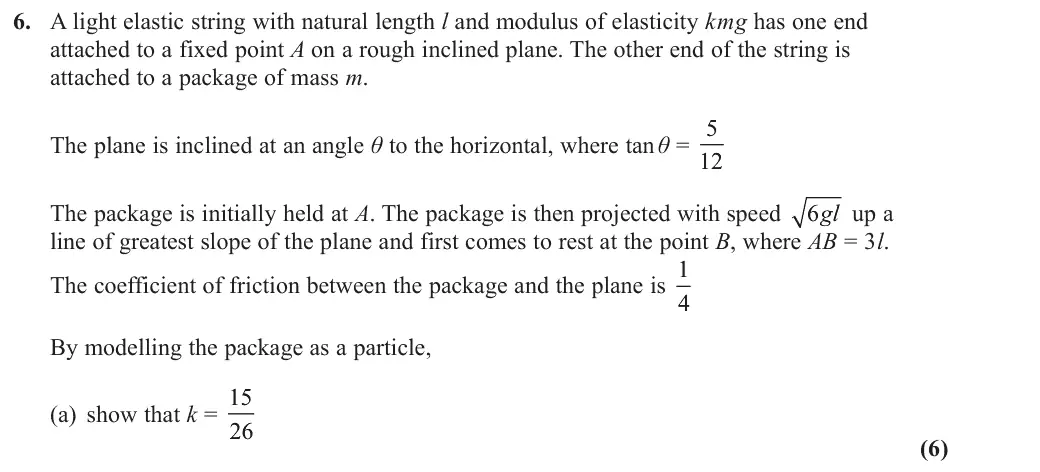 6. A light elastic string with natural length l and modulus of elasticity kmg has one end
attached to a fixed point A on a rough inclined plane. The other end of the string is
attached to a package of mass m.
The plane is inclined at an angle θ to the horizontal, where tan θ = 5/12
The package is initially held at A. The package is then projected with speed √6gl up a
line of greatest slope of the plane and first comes to rest at the point B, where AB = 3l.
The coefficient of friction between the package and the plane is 1/4
By modelling the package as a particle,
(a) show that k = 15/26
(6)